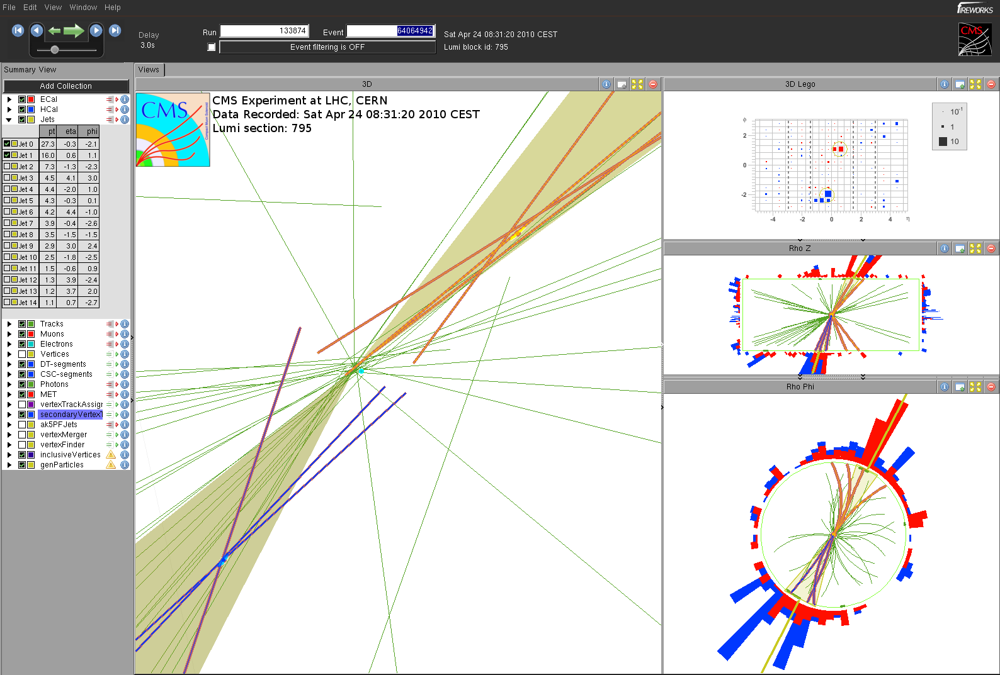 File Edit View Window Help
FIREWORKS
Delay
3.0s
Run 133874 Event 64064942
Sat Apr 24 08:31:20 2010 CEST
Event filtering is OFF
Lumi block id: 795
CMS
Summary View
Add Collection
ECal
HCal
Jets
pt eta phi
Jet 0 27.3 -0.3 -2.1
Jet 1 16.0 0.6 1.1
Jet 2 7.3 -1.3 -2.3
Jet 3 4.5 4.1 3.0
Jet 4 4.4 -2.0 1.0
Jet 5 4.3 -0.3 0.1
Jet 6 4.2 4.4 -1.0
Jet 7 3.9 -0.4 -2.6
Jet 8 3.5 -1.5 -1.5
Jet 9 2.9 3.0 2.4
Jet 10 2.5 -1.8 -2.5
Jet 11 1.5 -0.6 0.9
Jet 12 1.3 3.9 -2.4
Jet 13 1.2 3.7 2.0
Jet 14 1.1 0.7 -2.7
Tracks
Muons
Electrons
Vertices
DT-segments
CSC-segments
Photons
MET
vertexTrackAssigr
secondaryVertexT
ak5PFJets
vertexMerger
vertexFinder
inclusiveVertices
genParticles
Views
3D
CMS
Compact Muon Solenoid
CMS Experiment at LHC, CERN
Data Recorded: Sat Apr 24 08:31:20 2010 CEST
Lumi section: 795
3D Lego
10⁻¹
1
10
ϕ
2
0
-2
-4 -2 0 2 4 η
Rho Z
Rho Phi